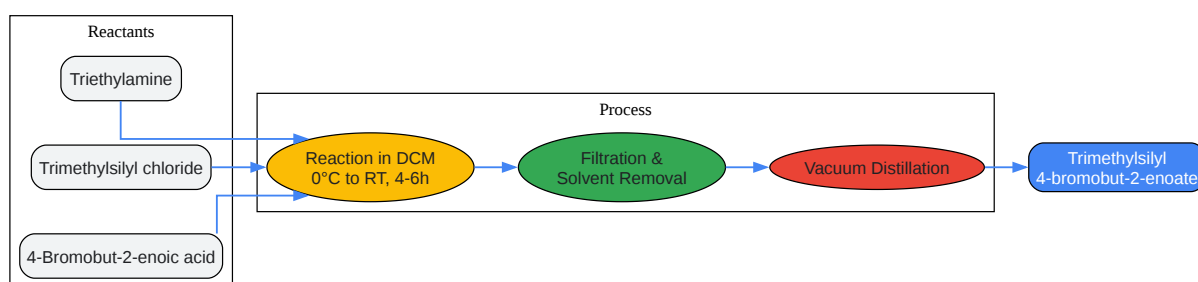 Reactants
Triethylamine
Trimethylsilyl chloride
4-Bromobut-2-enoic acid
Process
Reaction in DCM
0°C to RT, 4-6h
Filtration &
Solvent Removal
Vacuum Distillation
Trimethylsilyl
4-bromobut-2-enoate